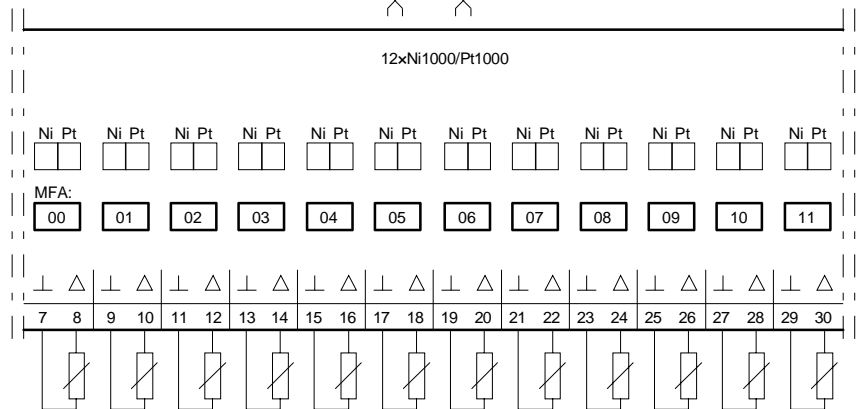 12×Ni1000/Pt1000
Ni Pt Ni Pt Ni Pt Ni Pt Ni Pt Ni Pt Ni Pt Ni Pt Ni Pt Ni Pt Ni Pt Ni Pt
MFA:
00 01 02 03 04 05 06 07 08 09 10 11
7 8 9 10 11 12 13 14 15 16 17 18 19 20 21 22 23 24 25 26 27 28 29 30